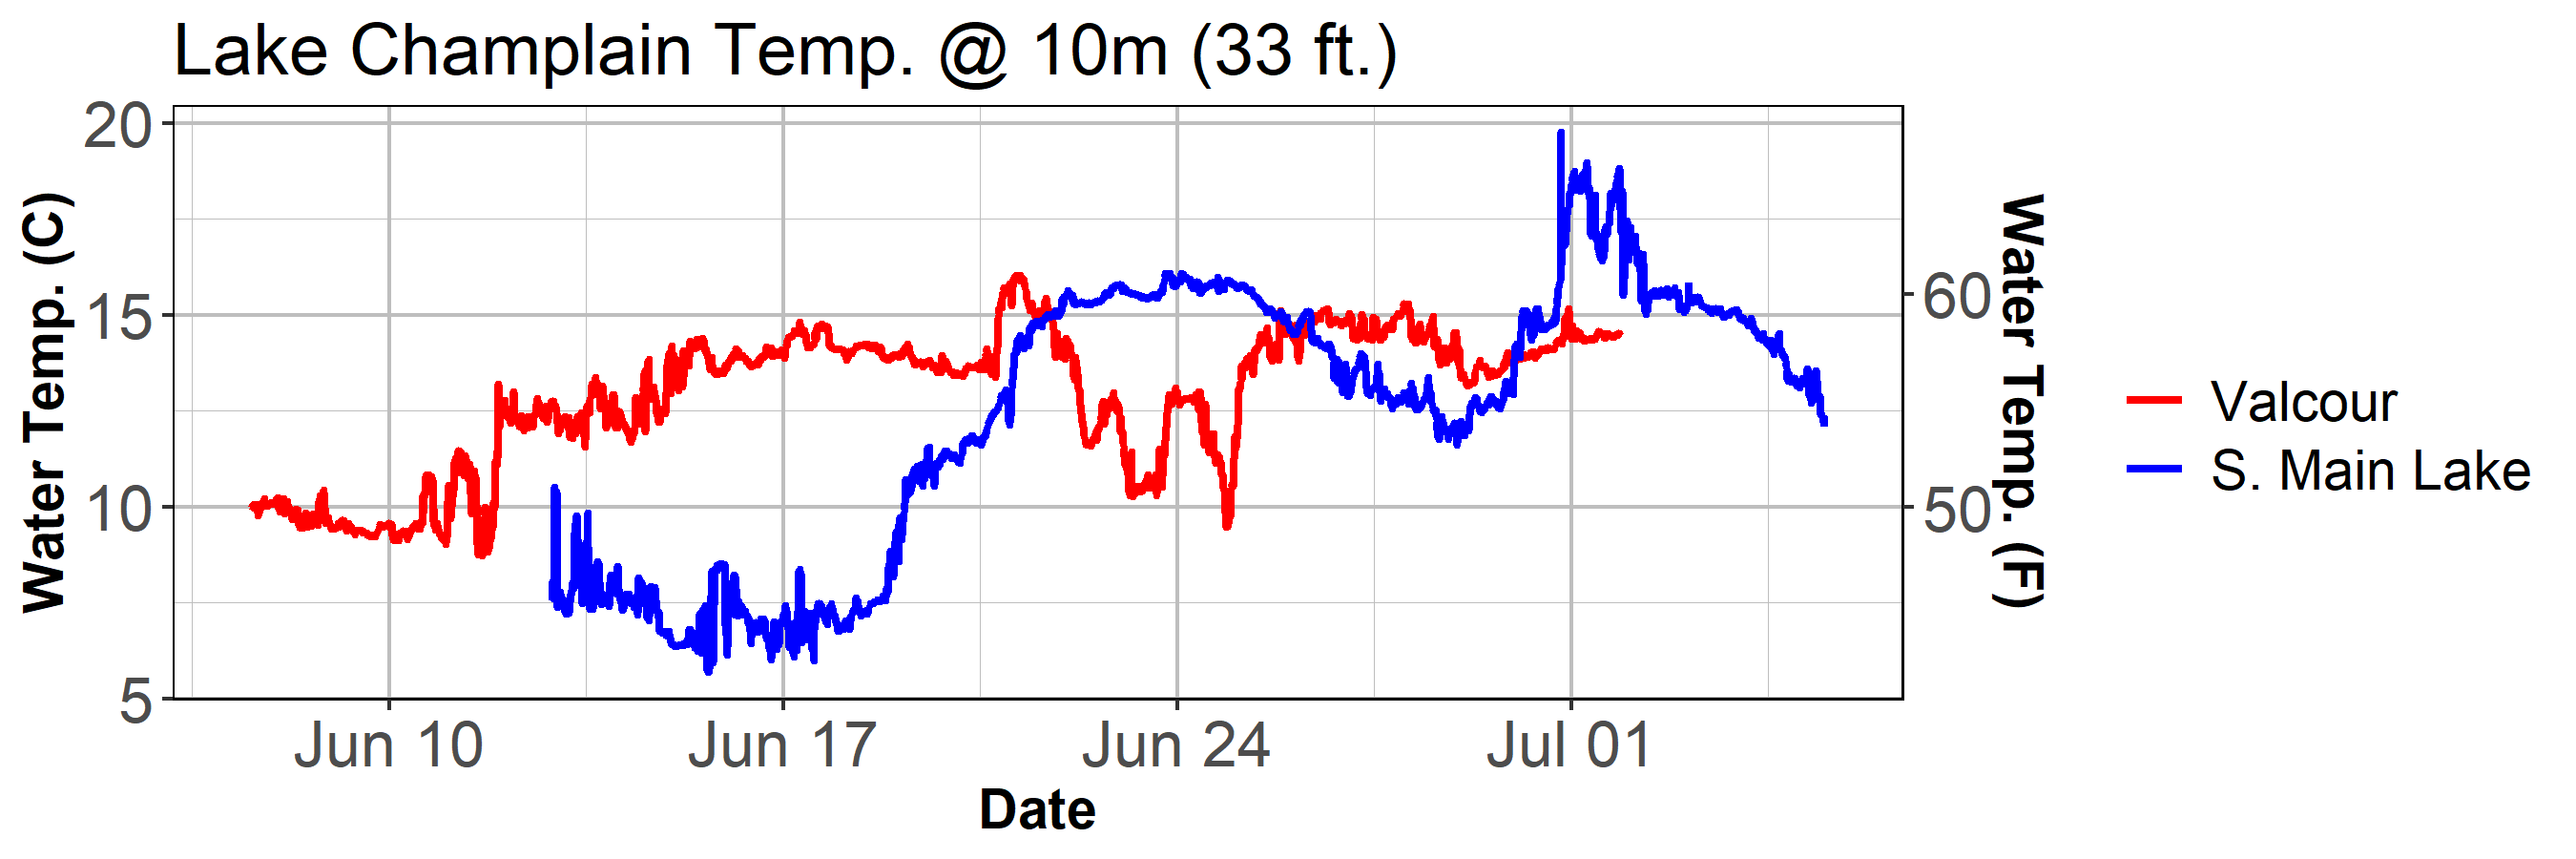 Lake Champlain Temp. @ 10m (33 ft.)
Water Temp. (C)
20
15
10
5
60
50
Water Temp. (F)
Jun 10
Jun 17
Jun 24
Jul 01
Date
Valcour
S. Main Lake